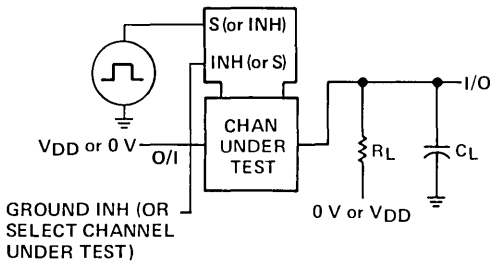 S (or INH)
INH (or S)
I/O
CHAN
UNDER
TEST
VDD or 0 V
O/I
RL
CL
0 V or VDD
GROUND INH (OR
SELECT CHANNEL
UNDER TEST)